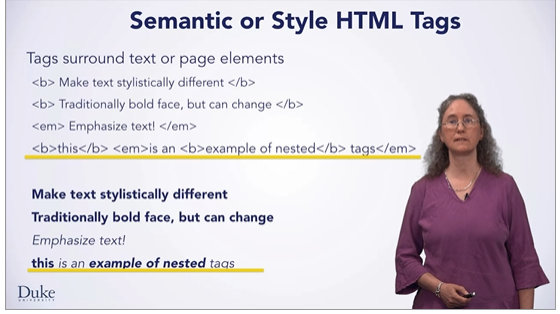 Semantic or Style HTML Tags
Tags surround text or page elements
<b> Make text stylistically different </b>
<b> Traditionally bold face, but can change </b>
<em> Emphasize text! </em>
<b>this</b> <em>is an <b>example of nested</b> tags</em>
Make text stylistically different
Traditionally bold face, but can change
Emphasize text!
this is an example of nested tags
Duke
UNIVERSITY